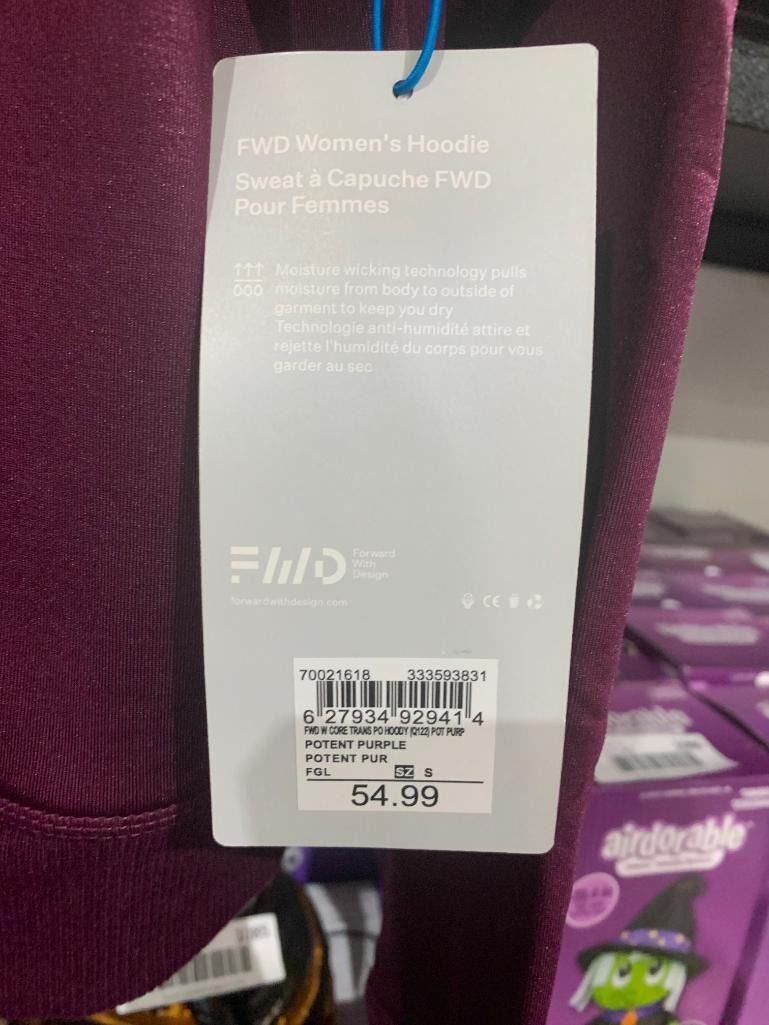 FWD Women's Hoodie
Sweat à Capuche FWD
Pour Femmes
Moisture wicking technology pulls
moisture from body to outside of
garment to keep you dry
Technologie anti-humidité attire et
rejette l'humidité du corps pour vous
garder au sec
FWD
Forward
With
Design
forwardwithdesign.com
CE
70021618 333593831
6 27934 92941 4
FWD W CORE TRANS PO HOODY (Q122) POT PURP
POTENT PURPLE
POTENT PUR
FGL SZ S
54.99
airdorable